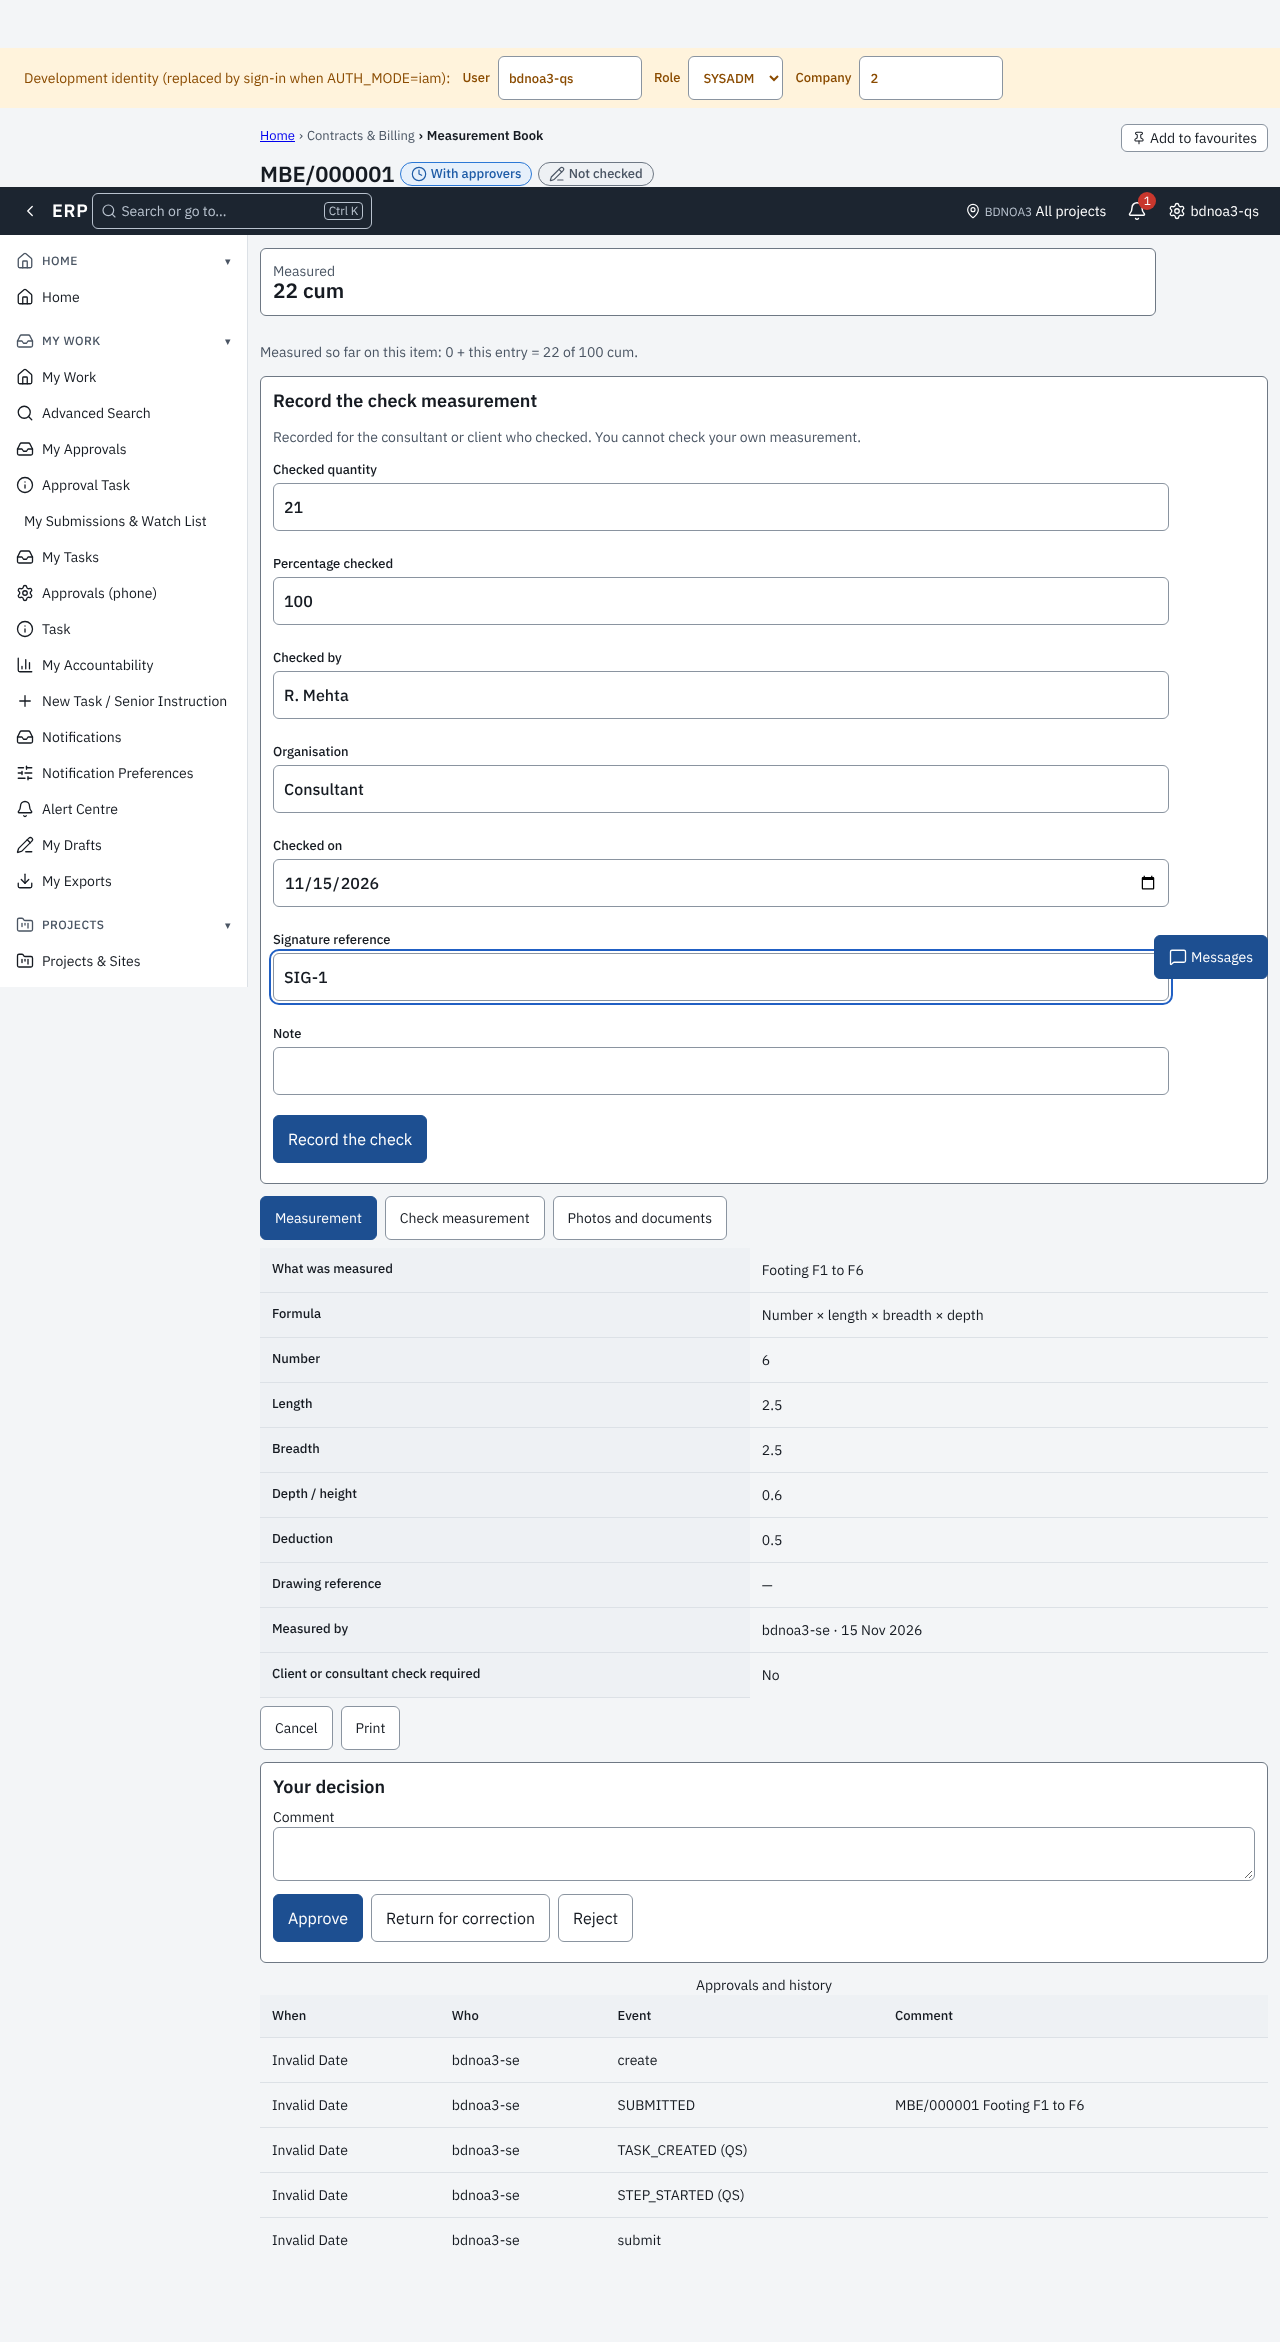 Development identity (replaced by sign-in when AUTH_MODE=iam): User bdnoa3-qs Role SYSADM Company 2
Home › Contracts & Billing › Measurement Book
Add to favourites
MBE/000001 With approvers Not checked
ERP Search or go to... Ctrl K BDNOA3 All projects 1 bdnoa3-qs
HOME
Home
MY WORK
My Work
Advanced Search
My Approvals
Approval Task
My Submissions & Watch List
My Tasks
Approvals (phone)
Task
My Accountability
New Task / Senior Instruction
Notifications
Notification Preferences
Alert Centre
My Drafts
My Exports
PROJECTS
Projects & Sites
Measured
22 cum
Measured so far on this item: 0 + this entry = 22 of 100 cum.
Record the check measurement
Recorded for the consultant or client who checked. You cannot check your own measurement.
Checked quantity
21
Percentage checked
100
Checked by
R. Mehta
Organisation
Consultant
Checked on
11/15/2026
Signature reference
SIG-1
Messages
Note
Record the check
Measurement Check measurement Photos and documents
What was measured Footing F1 to F6
Formula Number × length × breadth × depth
Number 6
Length 2.5
Breadth 2.5
Depth / height 0.6
Deduction 0.5
Drawing reference —
Measured by bdnoa3-se · 15 Nov 2026
Client or consultant check required No
Cancel Print
Your decision
Comment
Approve Return for correction Reject
Approvals and history
When Who Event Comment
Invalid Date bdnoa3-se create
Invalid Date bdnoa3-se SUBMITTED MBE/000001 Footing F1 to F6
Invalid Date bdnoa3-se TASK_CREATED (QS)
Invalid Date bdnoa3-se STEP_STARTED (QS)
Invalid Date bdnoa3-se submit